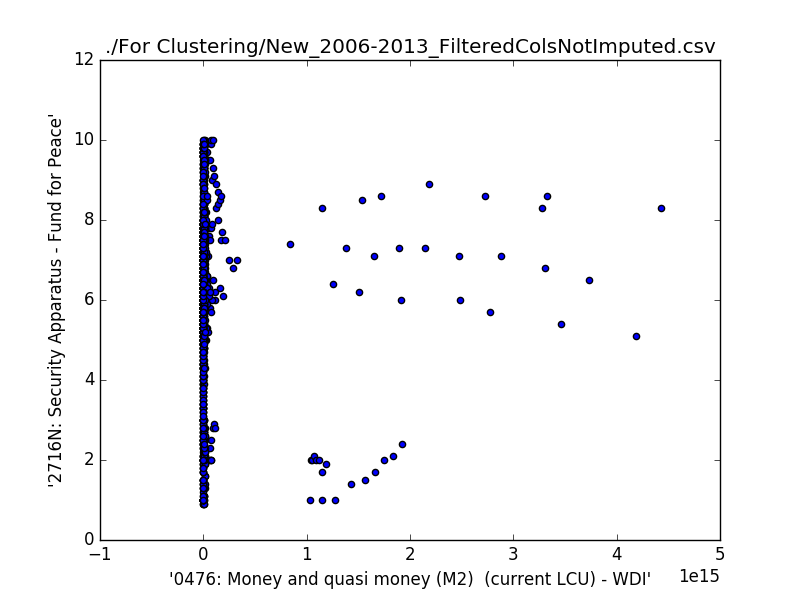 ./For Clustering/New_2006-2013_FilteredColsNotImputed.csv
12
10
8
6
4
2
0
'2716N: Security Apparatus - Fund for Peace'
−1 0 1 2 3 4 5
1e15
'0476: Money and quasi money (M2)  (current LCU) - WDI'